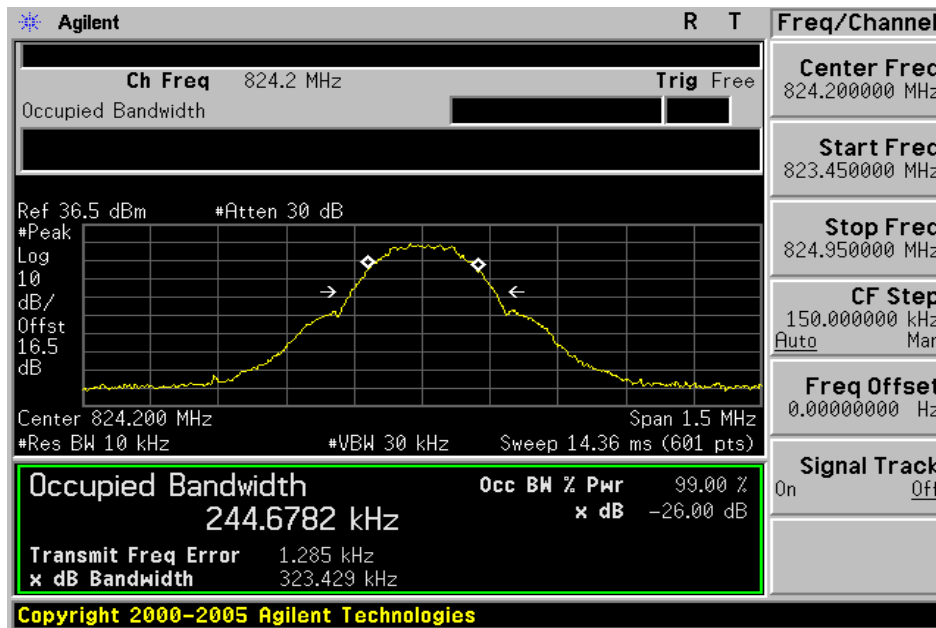 Agilent R T Freq/Channel
Ch Freq 824.2 MHz Trig Free
Occupied Bandwidth
Center Freq
824.200000 MHz
Start Freq
823.450000 MHz
Stop Freq
824.950000 MHz
CF Step
150.000000 kHz
Auto Man
Freq Offset
0.00000000 Hz
Signal Track
On Off
Ref 36.5 dBm #Atten 30 dB
#Peak
Log
10
dB/
Offst
16.5
dB
Center 824.200 MHz Span 1.5 MHz
#Res BW 10 kHz #VBW 30 kHz Sweep 14.36 ms (601 pts)
Occupied Bandwidth Occ BW % Pwr 99.00 %
244.6782 kHz x dB -26.00 dB
Transmit Freq Error 1.285 kHz
x dB Bandwidth 323.429 kHz
Copyright 2000-2005 Agilent Technologies